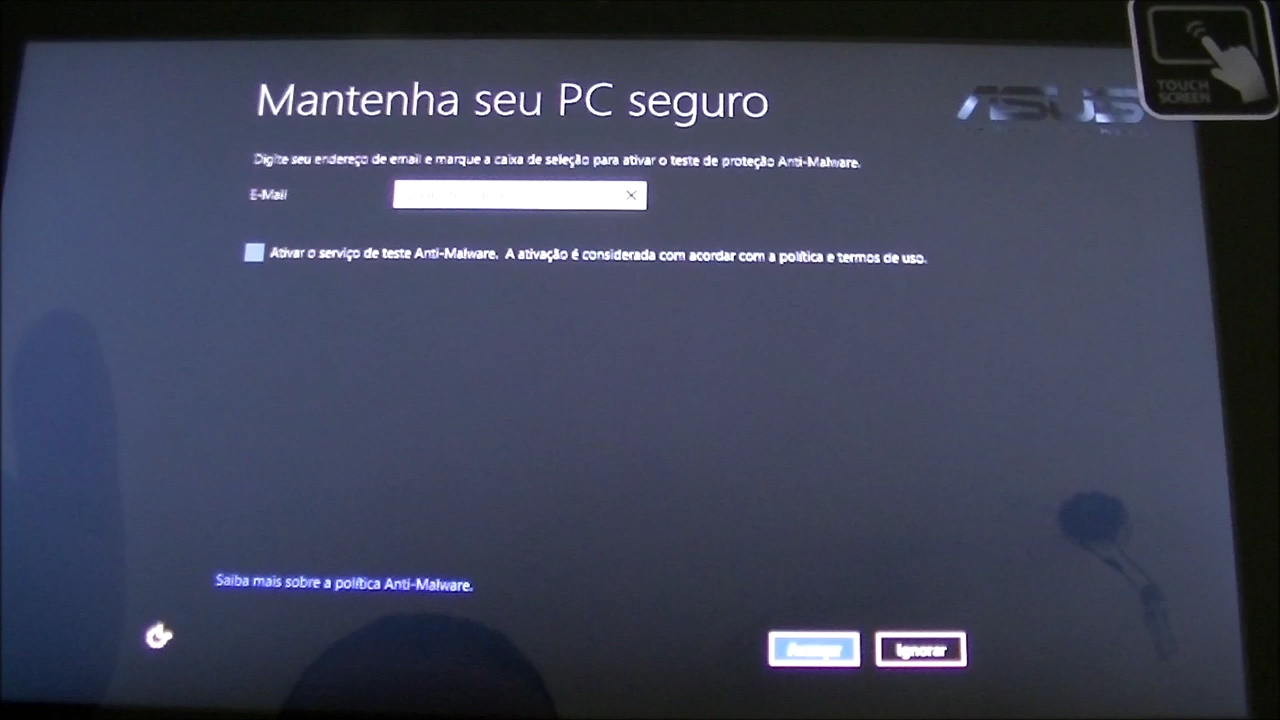 Mantenha seu PC seguro
ASUS
TOUCH
SCREEN
Digite seu endereço de email e marque a caixa de seleção para ativar o teste de proteção Anti-Malware.
E-Mail
Ativar o serviço de teste Anti-Malware. A ativação é considerada com acordar com a política e termos de uso.
Saiba mais sobre a política Anti-Malware.
Avançar
Ignorar